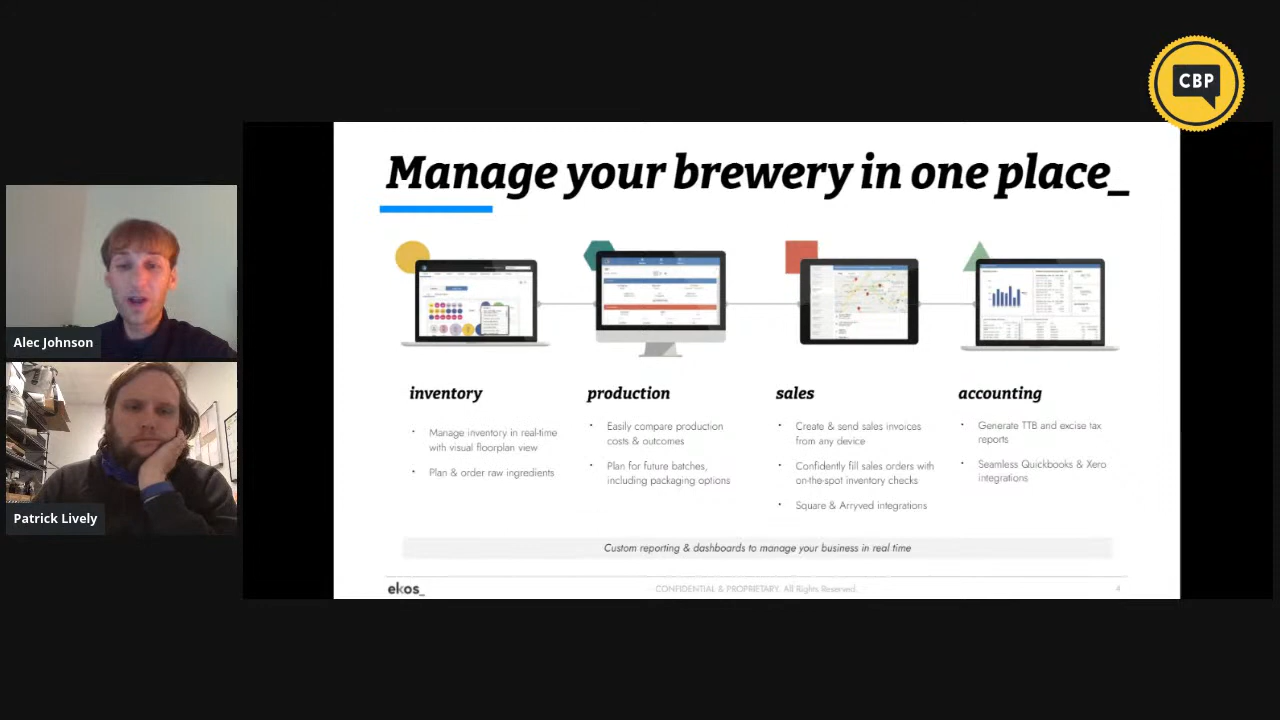 CBP
Manage your brewery in one place_
Alec Johnson
Patrick Lively
inventory
Manage inventory in real-time
with visual floorplan view
Plan & order raw ingredients
production
Easily compare production
costs & outcomes
Plan for future batches,
including packaging options
sales
Create & send sales invoices
from any device
Confidently fill sales orders with
on-the-spot inventory checks
Square & Arryved integrations
accounting
Generate TTB and excise tax
reports
Seamless Quickbooks & Xero
integrations
Custom reporting & dashboards to manage your business in real time
ekos_
CONFIDENTIAL & PROPRIETARY. All Rights Reserved.
4